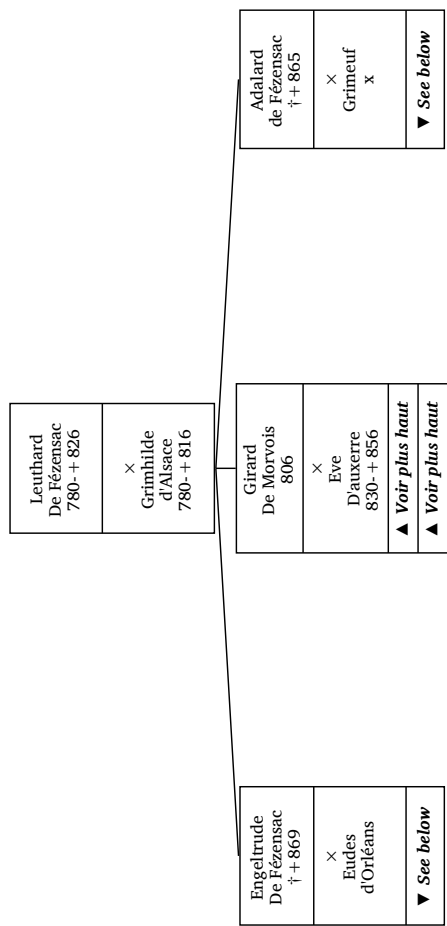 Leuthard
De Fézensac
780-+826
×
Grimhilde
d'Alsace
780-+816
Engeltrude
De Fézensac
†+869
×
Eudes
d'Orléans
▼ See below
Girard
De Morvois
806
×
Eve
D'auxerre
830-+856
▲ Voir plus haut
▲ Voir plus haut
Adalard
de Fézensac
†+865
×
Grimeuf
x
▼ See below